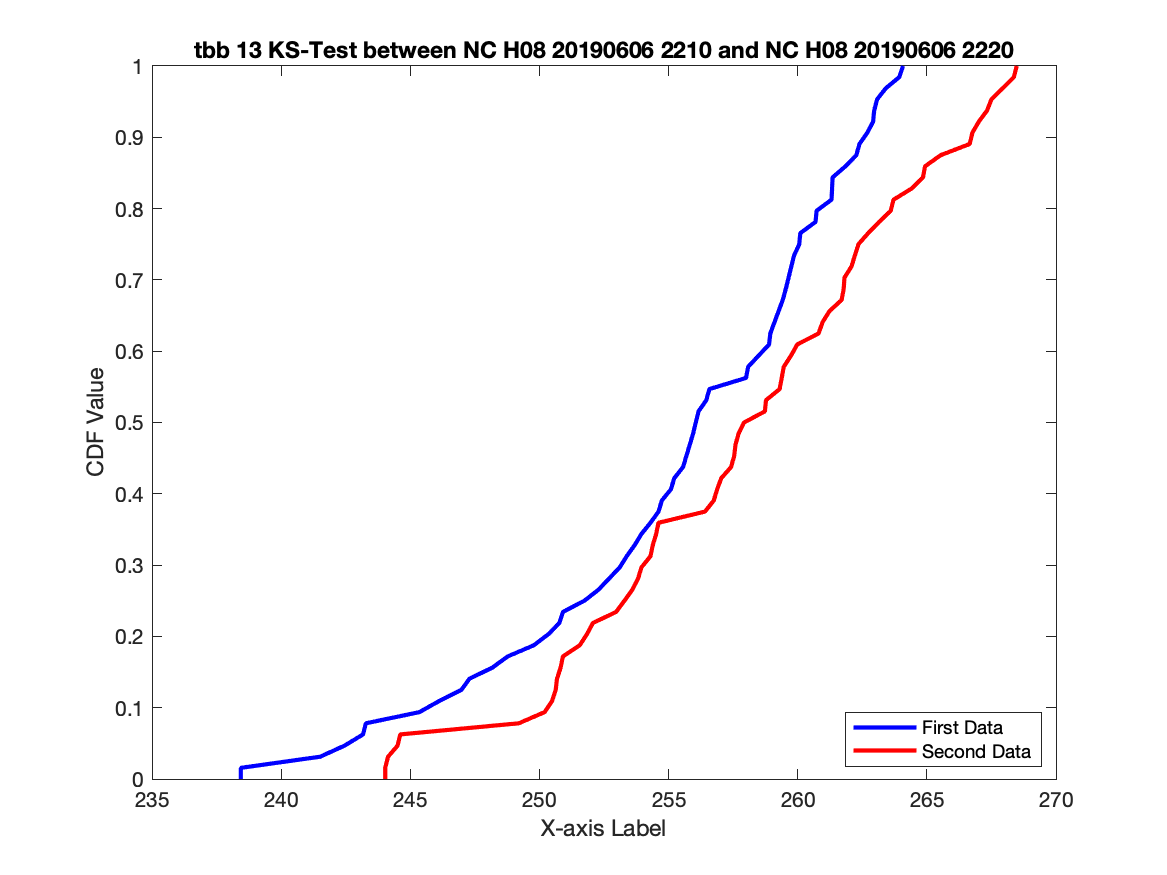 tbb 13 KS-Test between NC H08 20190606 2210 and NC H08 20190606 2220
1
0.9
0.8
0.7
0.6
0.5
0.4
0.3
0.2
0.1
0
CDF Value
First Data
Second Data
235 240 245 250 255 260 265 270
X-axis Label